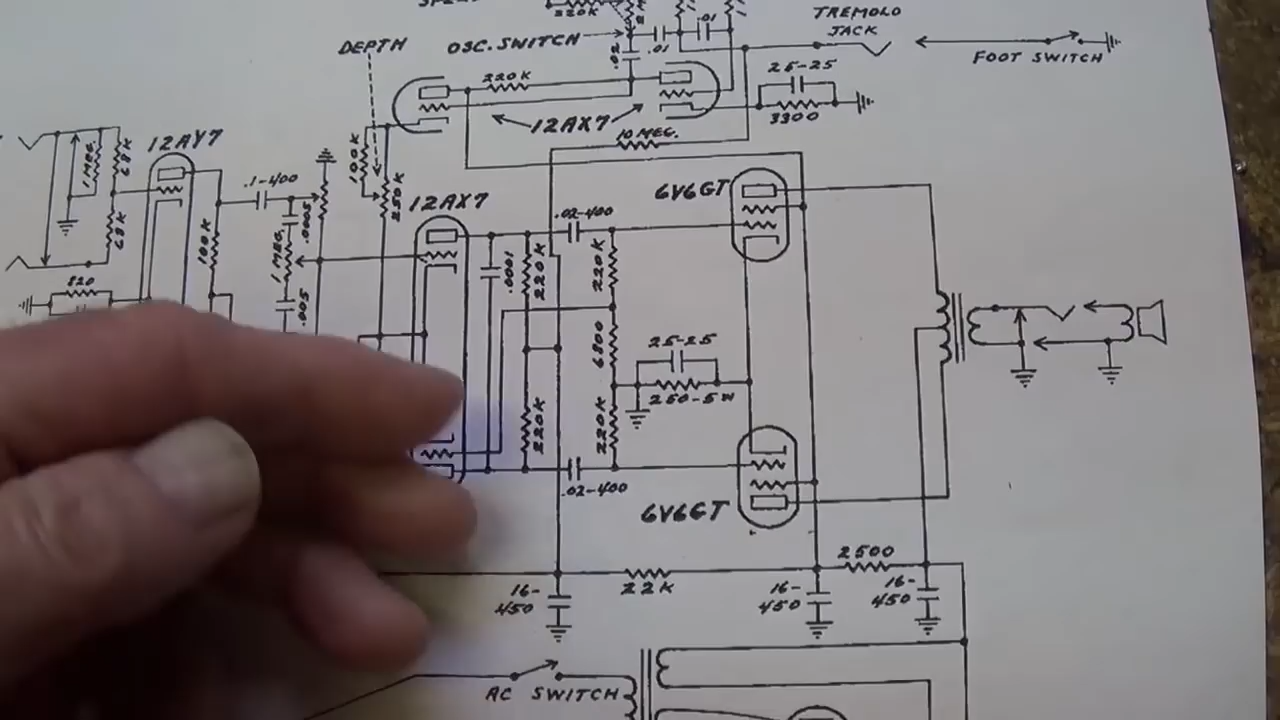 220K
.01
TREMOLO
JACK
DEPTH
OSC. SWITCH
.02
.01
FOOT SWITCH
220K
25-25
12AX7
3300
10 MEG.
12AY7
1 MEG.
68K
100K
250K
6V6GT
.1-400
.005
12AX7
.02-400
68K
100K
1 MEG.
.0001
220K
220K
820
.005
6800
25-25
250-5W
220K
220K
.02-400
6V6GT
2500
16-
450
22K
16-
450
16-
450
AC SWITCH